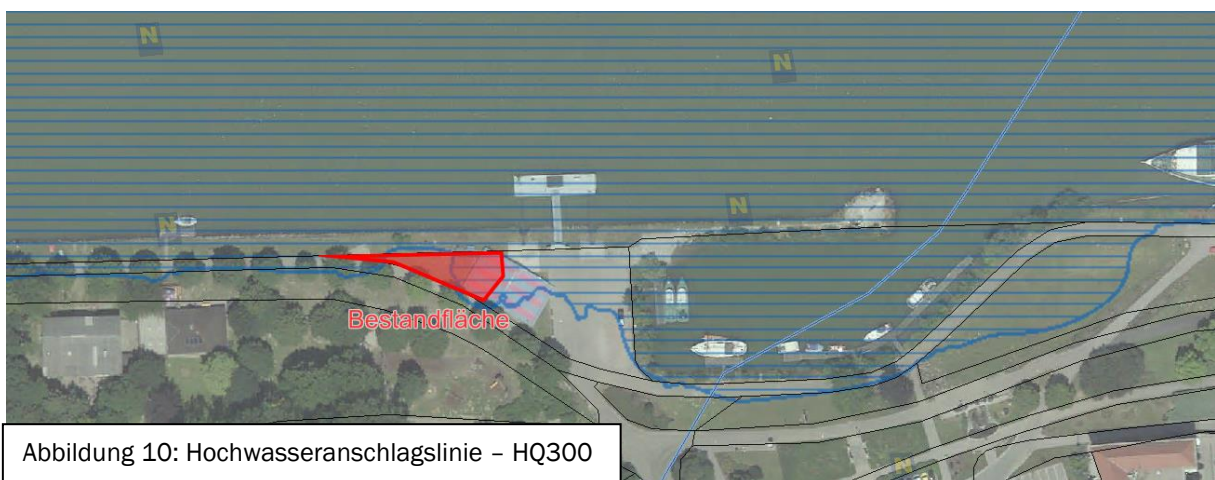 N
N
N
N
Bestandfläche
Abbildung 10: Hochwasseranschlagslinie – HQ300
N